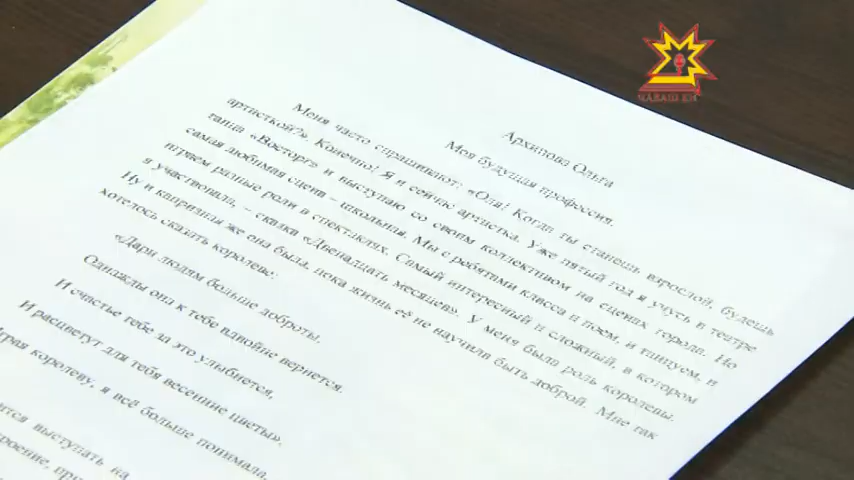 ЧӐВАШ ЕН
Архипова Ольга
Моя будущая профессия.
Меня часто спрашивают: «Оля! Когда ты станешь взрослой, будешь
артисткой?». Конечно! Я и сейчас артистка. Уже пятый год я учусь в театре
танца «Восторг» и выступаю со своим коллективом на сценах города. Но
самая любимая сцена – школьная. Мы с ребятами класса и поем, и танцуем, и
играем разные роли в спектаклях. Самый интересный и сложный, в котором
я участвовала, – сказка «Двенадцать месяцев». У меня была роль королевы.
Ну и капризная же она была, пока жизнь её не научила быть доброй. Мне так
хотелось сказать королеве:
«Дари людям больше доброты,
Однажды она к тебе вдвойне вернется.
И счастье тебе за это улыбнется,
И расцветут для тебя весенние цветы».
Играя королеву, я всё больше понимала,
выступать на